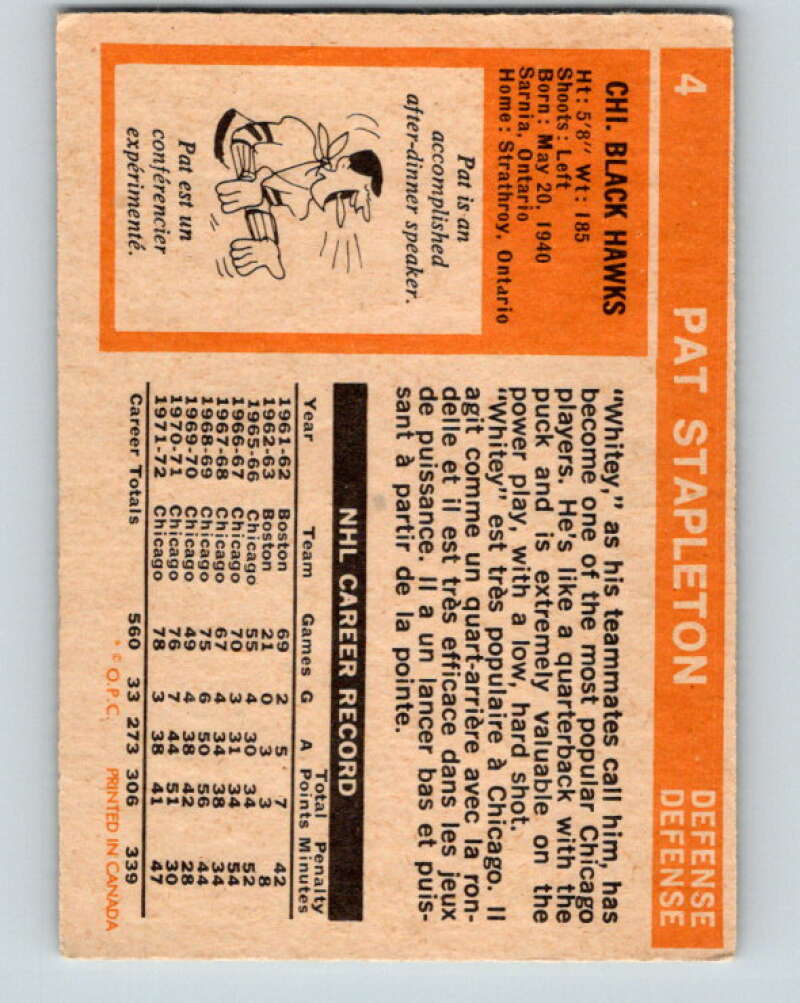 4 PAT STAPLETON DEFENSE
DEFENSE
CHI. BLACK HAWKS
Ht: 5'8" Wt: 185
Shoots: Left
Born: May 20, 1940
Sarnia, Ontario
Home: Strathroy, Ontario
Pat is an
accomplished
after-dinner speaker.
Pat est un
conférencier
expérimenté.
"Whitey," as his teammates call him, has
become one of the most popular Chicago
players. He's like a quarterback with the
puck and is extremely valuable on the
power play, with a low, hard shot.
"Whitey" est très populaire à Chicago. Il
agit comme un quart-arrière avec la ron-
delle et il est très efficace dans les jeux
de puissance. Il a un lancer bas et puis-
sant à partir de la pointe.
NHL CAREER RECORD
Year Team Games G A Total Points Penalty Minutes
1961-62 Boston 69 2 5 7 42
1962-63 Boston 21 0 3 3 8
1965-66 Chicago 55 4 30 34 52
1966-67 Chicago 70 3 31 34 54
1967-68 Chicago 67 4 34 38 34
1968-69 Chicago 75 6 50 56 44
1969-70 Chicago 49 4 38 42 28
1970-71 Chicago 76 7 44 51 30
1971-72 Chicago 78 3 38 41 47
Career Totals 560 33 273 306 339
* © O.P.C. PRINTED IN CANADA